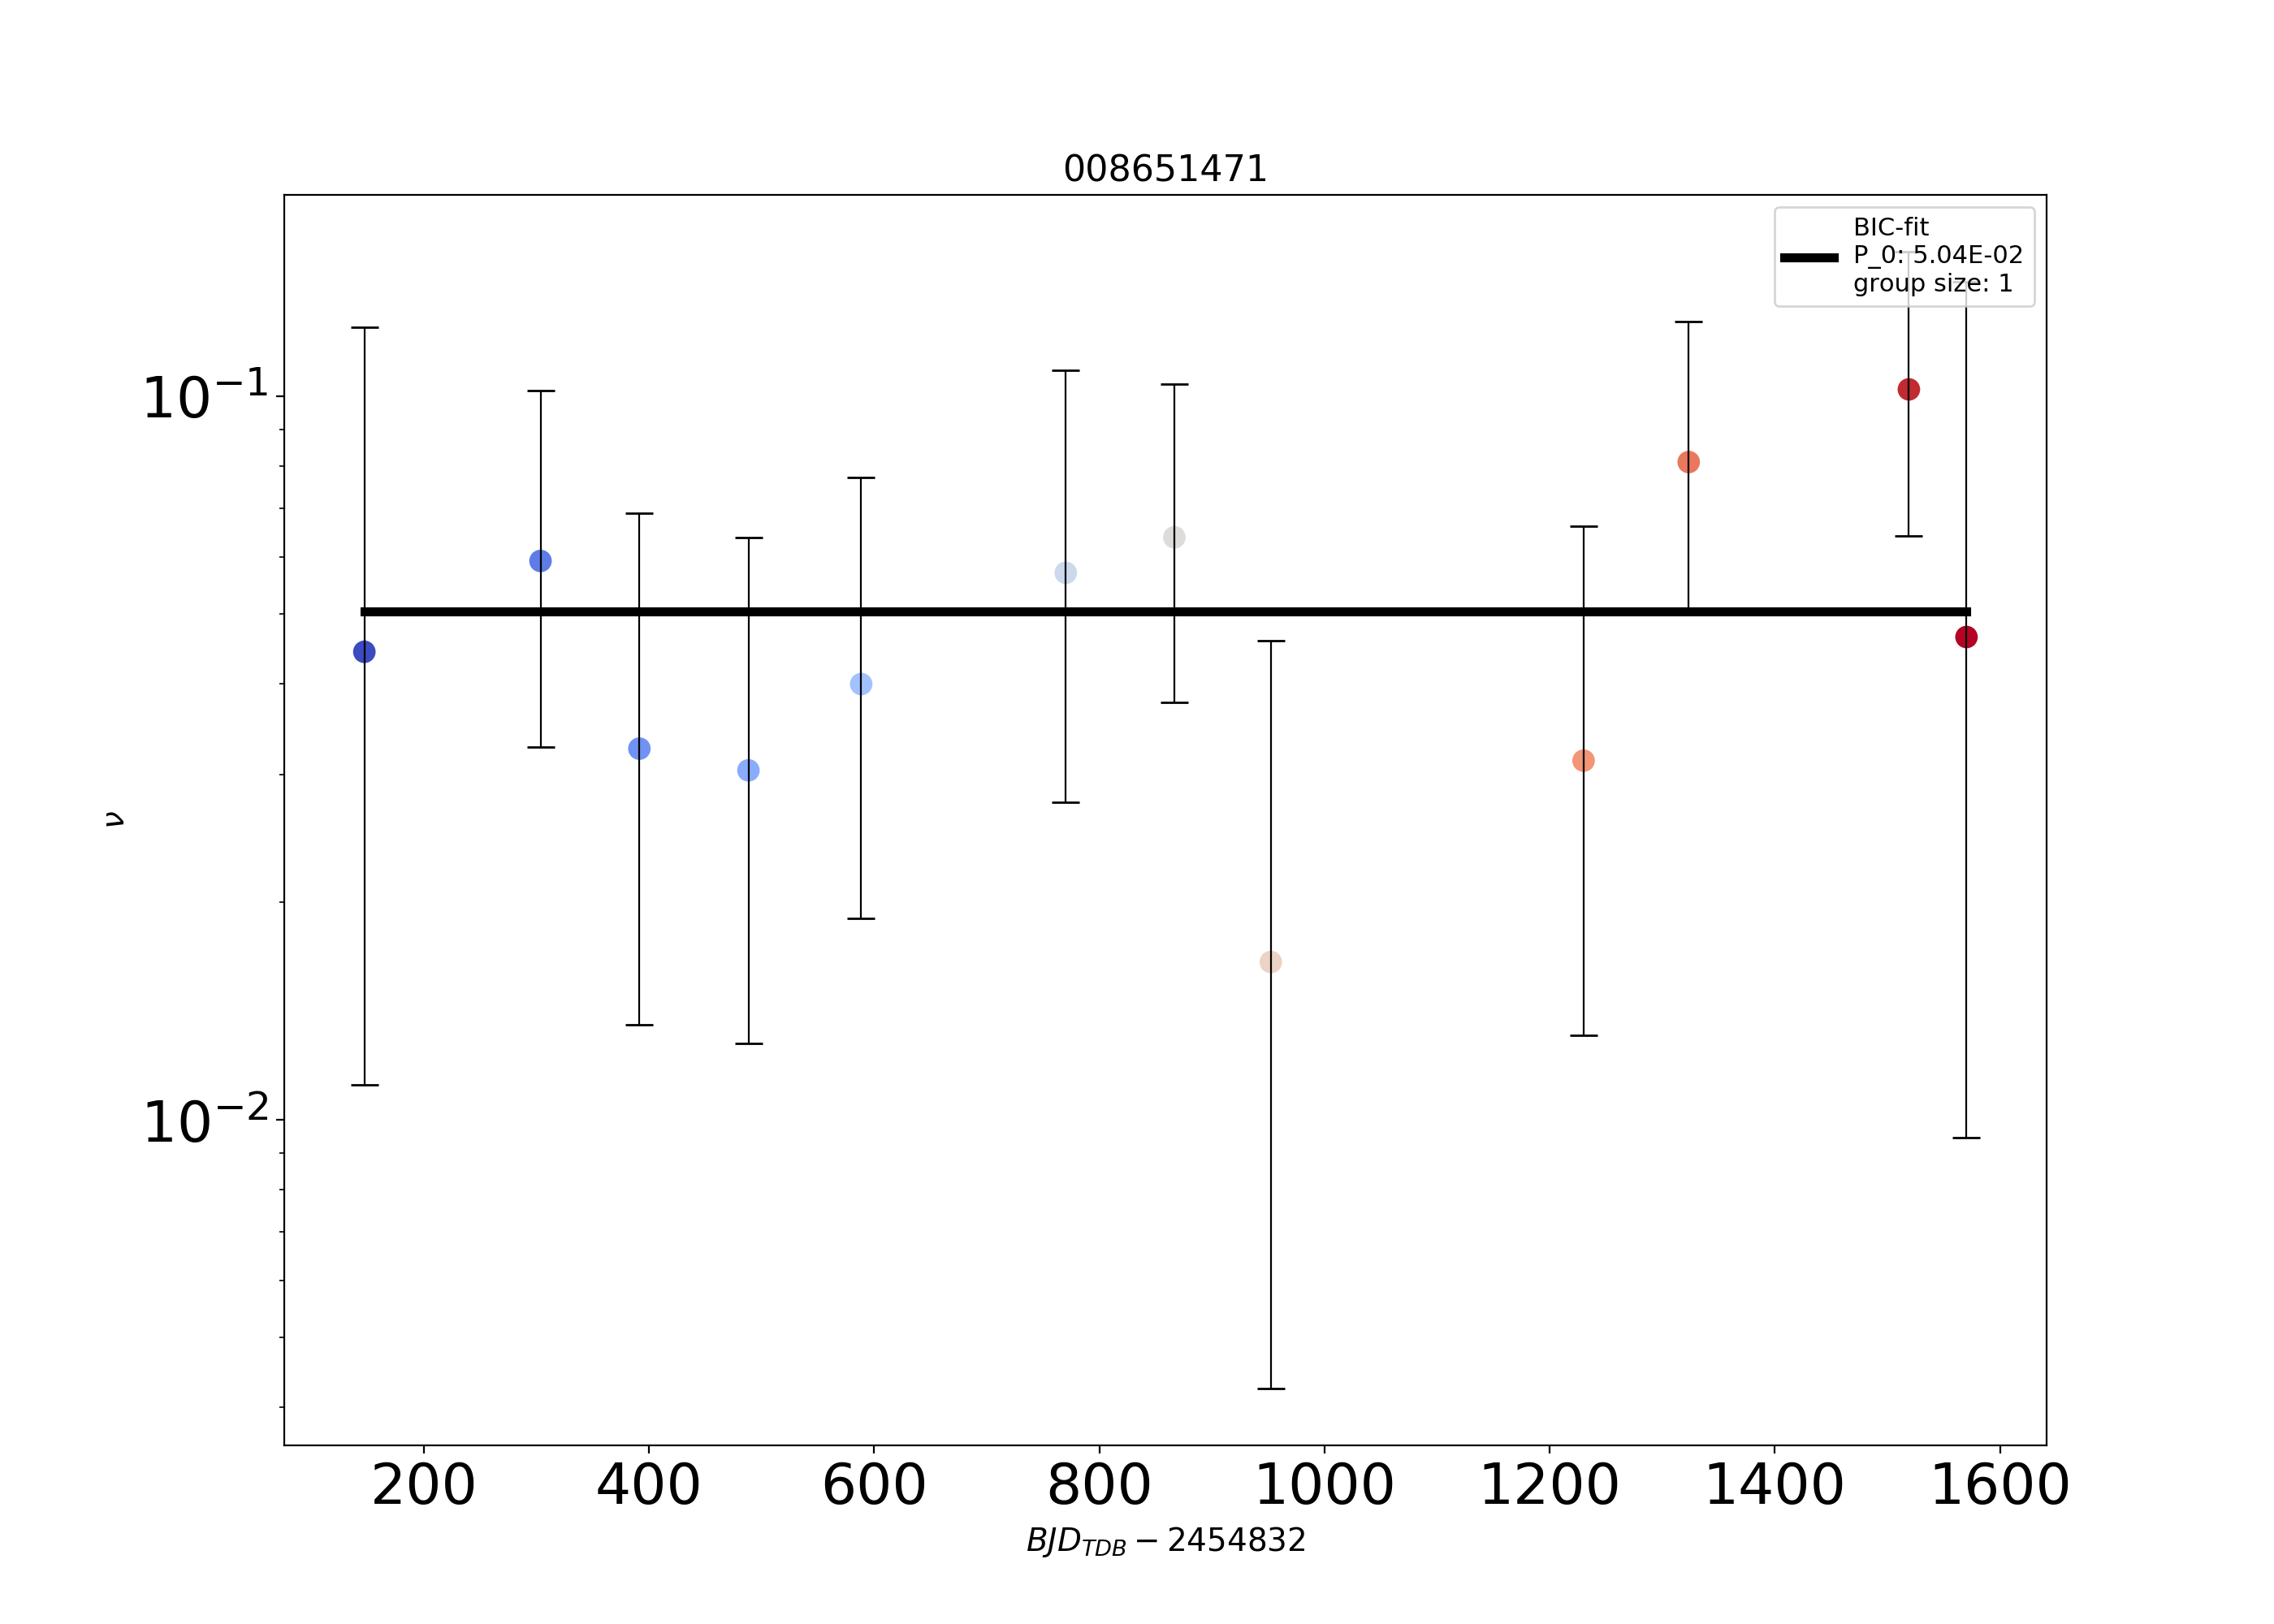 008651471
BIC-fit
P_0: 5.04E-02
group size: 1
10⁻¹
10⁻²
ν
200 400 600 800 1000 1200 1400 1600
BJD_TDB − 2454832